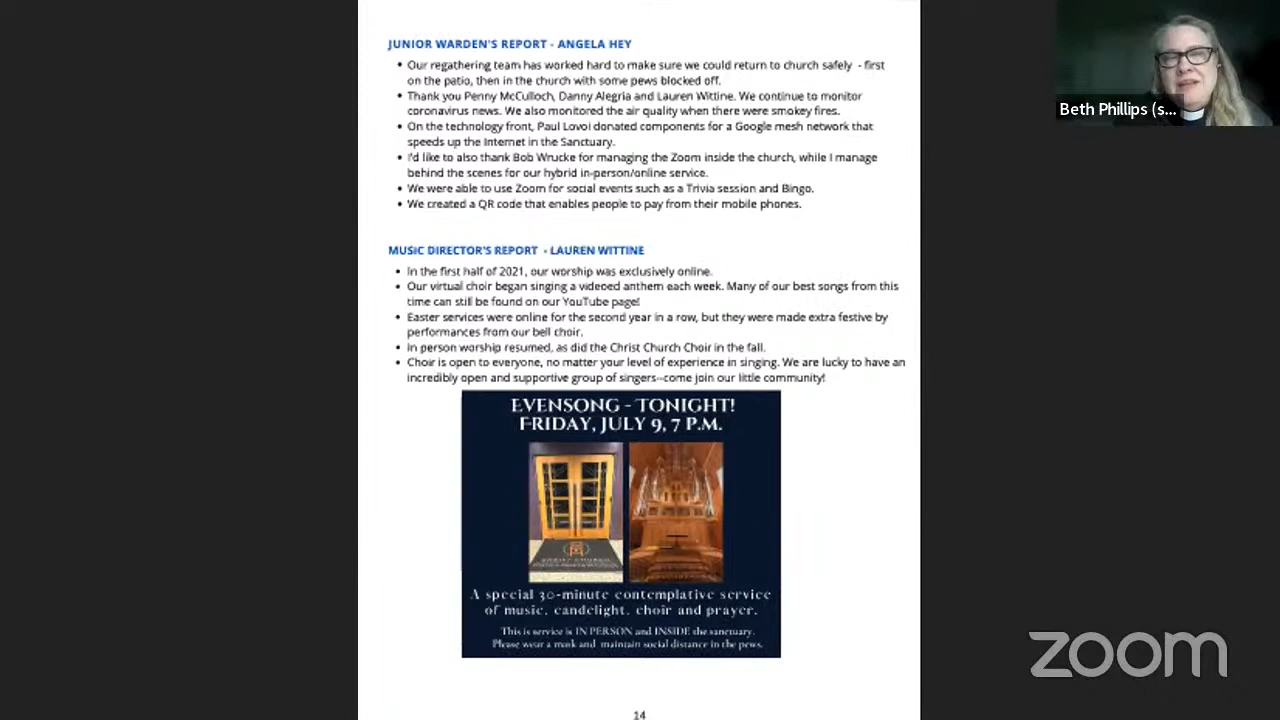 JUNIOR WARDEN'S REPORT - ANGELA HEY
• Our regathering team has worked hard to make sure we could return to church safely - first
on the patio, then in the church with some pews blocked off.
• Thank you Penny McCulloch, Danny Alegria and Lauren Wittine. We continue to monitor
coronavirus news. We also monitored the air quality when there were smokey fires.
• On the technology front, Paul Lovoi donated components for a Google mesh network that
speeds up the Internet in the Sanctuary.
• I'd like to also thank Bob Wrucke for managing the Zoom inside the church, while I manage
behind the scenes for our hybrid in-person/online service.
• We were able to use Zoom for social events such as a Trivia session and Bingo.
• We created a QR code that enables people to pay from their mobile phones.
MUSIC DIRECTOR'S REPORT - LAUREN WITTINE
• In the first half of 2021, our worship was exclusively online.
• Our virtual choir began singing a videoed anthem each week. Many of our best songs from this
time can still be found on our YouTube page!
• Easter services were online for the second year in a row, but they were made extra festive by
performances from our bell choir.
• In person worship resumed, as did the Christ Church Choir in the fall.
• Choir is open to everyone, no matter your level of experience in singing. We are lucky to have an
incredibly open and supportive group of singers--come join our little community!
EVENSONG - TONIGHT!
FRIDAY, JULY 9, 7 P.M.
A special 30-minute contemplative service
of music, candelight, choir and prayer.
This is service is IN PERSON and INSIDE the sanctuary.
Please wear a mask and maintain social distance in the pews.
14
Beth Phillips (s...
zoom